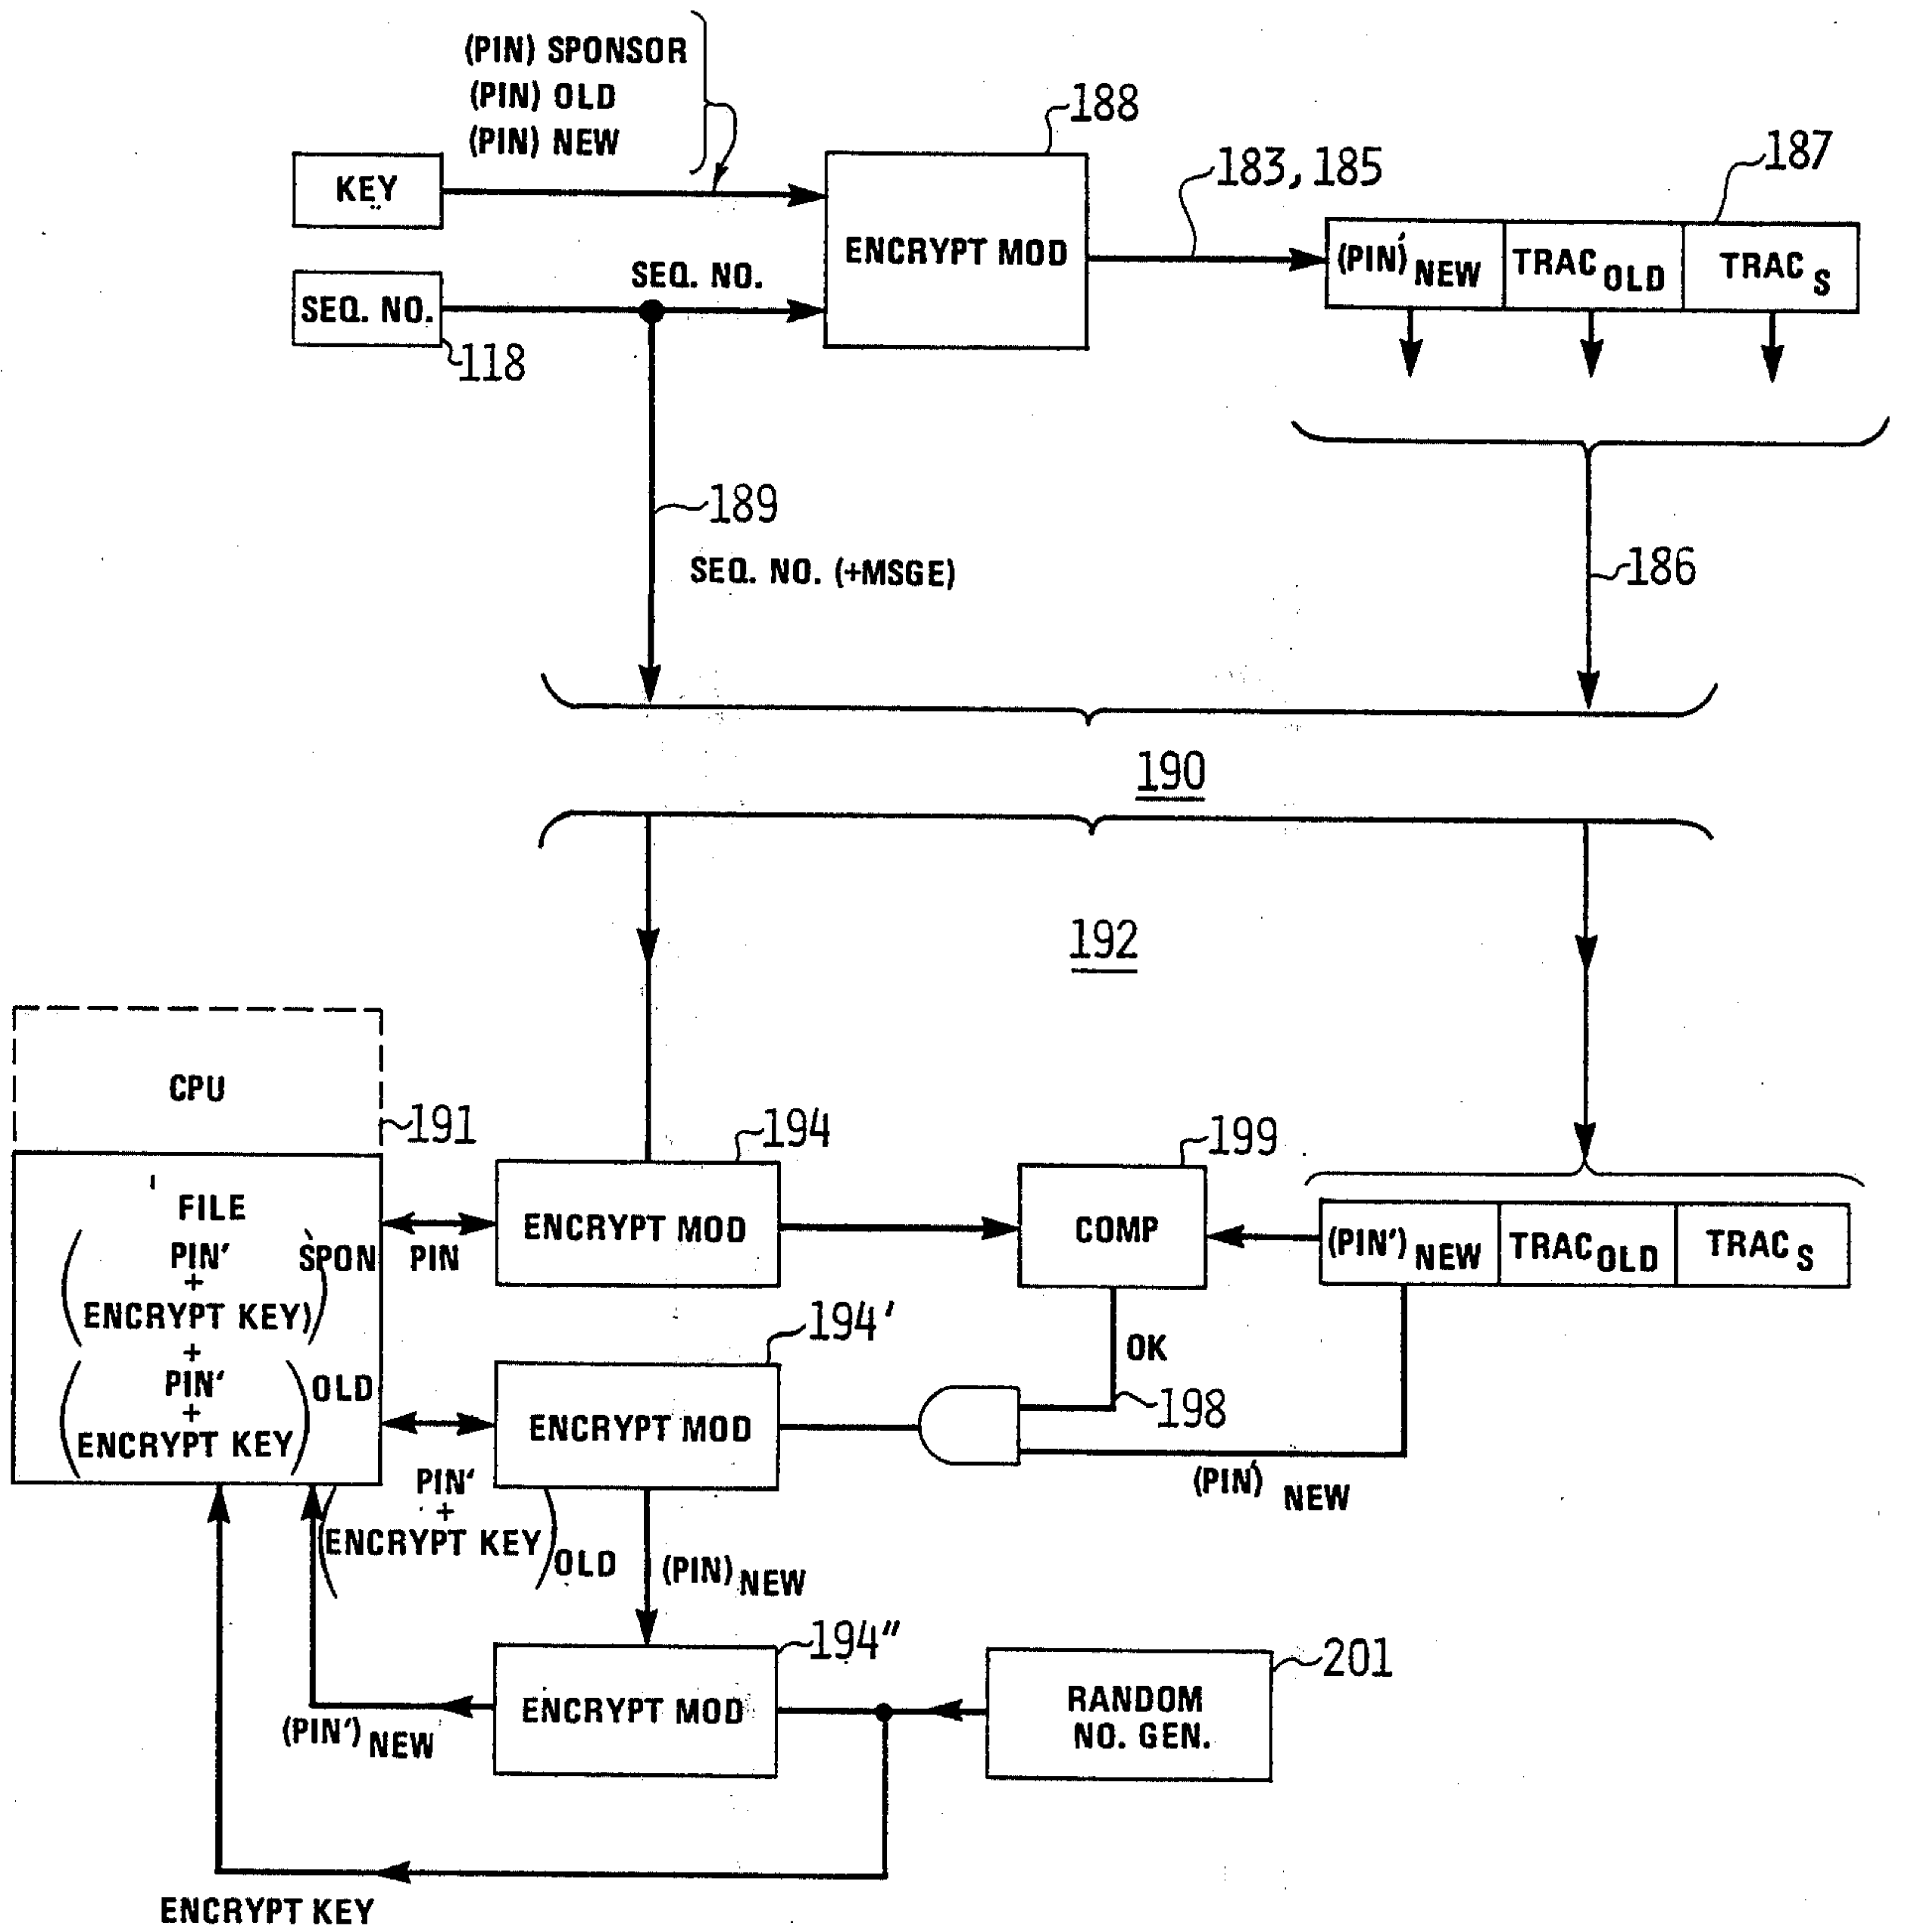 (PIN) SPONSOR
(PIN) OLD
(PIN) NEW
188
183, 185
187
KEY
ENCRYPT MOD
(PIN)́ NEW
TRAC OLD
TRAC S
SEQ. NO.
SEQ. NO.
118
189
SEQ. NO. (+MSGE)
186
190
192
CPU
191
194
199
FILE
PIN'
+
ENCRYPT KEY)
SPON
PIN
ENCRYPT MOD
COMP
(PIN') NEW
TRAC OLD
TRAC S
+
PIN'
+
ENCRYPT KEY
OLD
194'
OK
198
ENCRYPT MOD
(PIN)́ NEW
PIN'
+
ENCRYPT KEY
OLD
(PIN) NEW
194"
201
ENCRYPT MOD
RANDOM
NO. GEN.
(PIN') NEW
ENCRYPT KEY